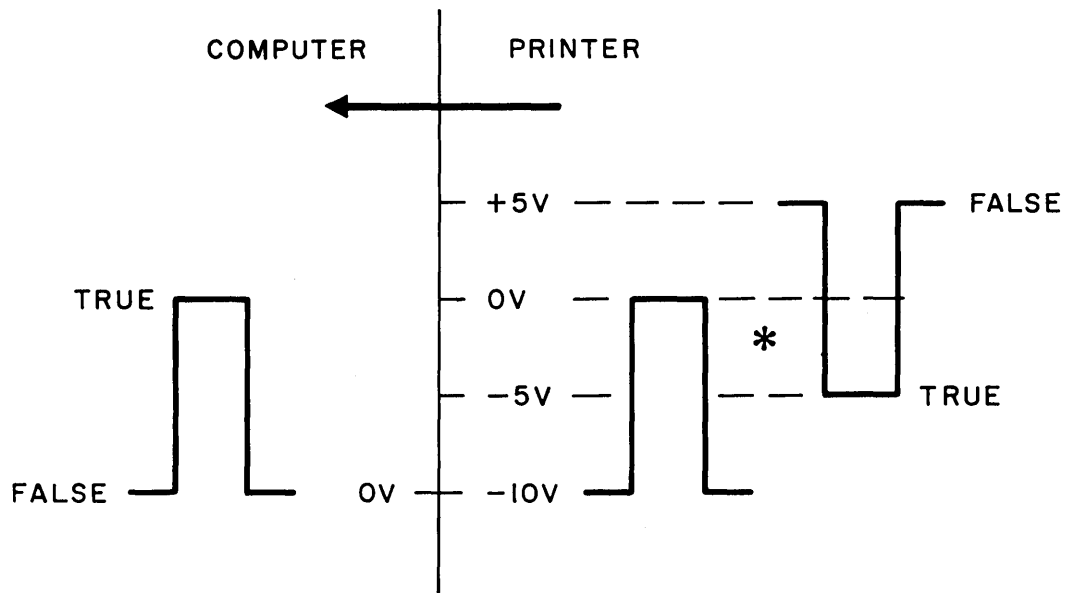 COMPUTER PRINTER
+5V FALSE
TRUE 0V
*
-5V TRUE
FALSE 0V -10V